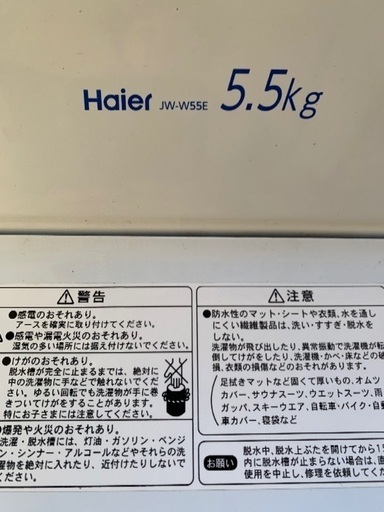 Haier JW-W55E 5.5kg
⚠警告
●感電のおそれあり。
アースを確実に取り付けてください。
●感電や漏電火災のおそれあり。
湿気の多い場所には据え付けないでください。
●けがのおそれあり。
脱水槽が完全に止まるまでは、絶対に
中の洗濯物に手などで触れないでください。
ゆるい回転でも洗濯物が手に巻
きついてけがをすることがあります。
特にお子さまには注意してください。
●爆発や火災のおそれあり。
洗濯・脱水槽には、灯油・ガソリン・ベンジ
ン・シンナー・アルコールなどやそれらの洗
濯物を絶対に入れたり、近付けたりしないで
ください。
⚠注意
●防水性のマット・シートや衣類、水を通し
にくい繊維製品は、洗い・すすぎ・脱水を
しない。
洗濯物が飛び出したり、異常振動で洗濯機が転
倒してけがをしたり、洗濯機・かべ・床などの破
損、衣類の損傷などのおそれがあります。
足拭きマットなど固くて厚いもの、オムツ
カバー、サウナスーツ、ウエットスーツ、雨
ガッパ、スキーウエア、自転車・バイク・自動
車カバー、寝袋など
お願い
脱水中、脱水上ぶたを開けてから1
内に脱水槽が止まらない場合は、直
使用を中止し、修理を依頼してくだ